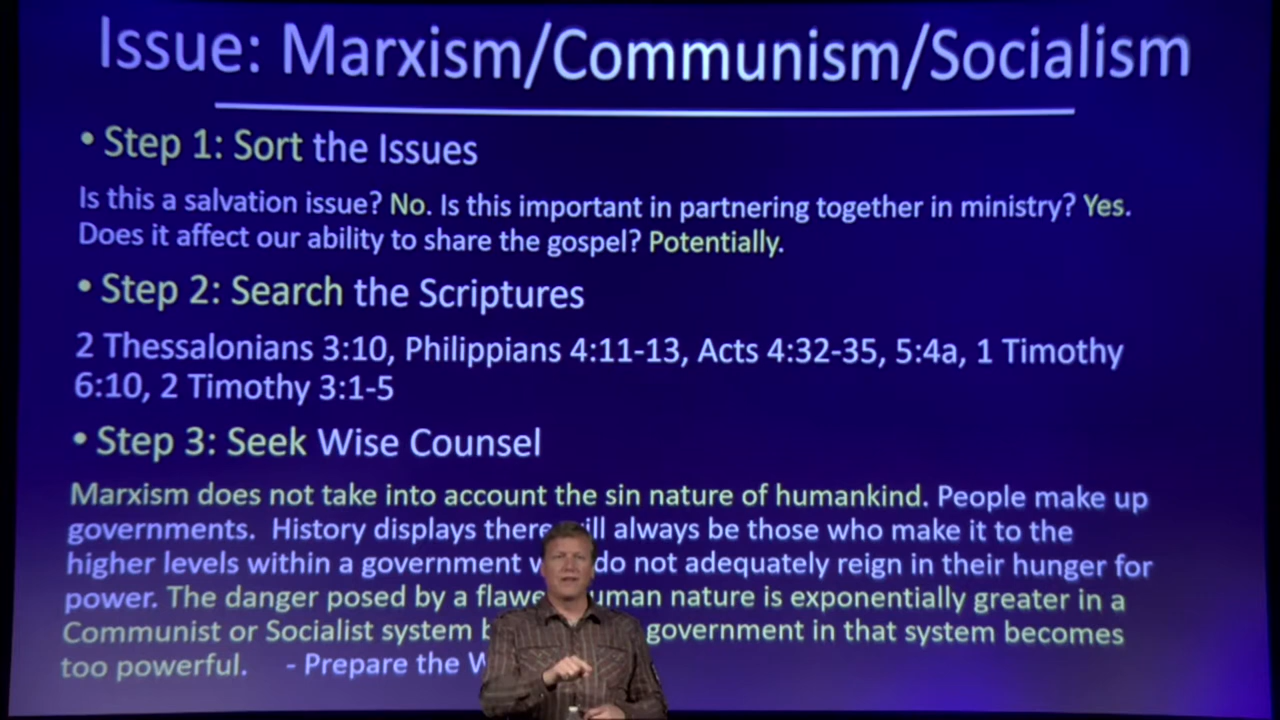 Issue: Marxism/Communism/Socialism
• Step 1: Sort the Issues
Is this a salvation issue? No. Is this important in partnering together in ministry? Yes.
Does it affect our ability to share the gospel? Potentially.
• Step 2: Search the Scriptures
2 Thessalonians 3:10, Philippians 4:11-13, Acts 4:32-35, 5:4a, 1 Timothy
6:10, 2 Timothy 3:1-5
• Step 3: Seek Wise Counsel
Marxism does not take into account the sin nature of humankind. People make up
governments. History displays there will always be those who make it to the
higher levels within a government do not adequately reign in their hunger for
power. The danger posed by a flawed human nature is exponentially greater in a
Communist or Socialist system government in that system becomes
too powerful. - Prepare the